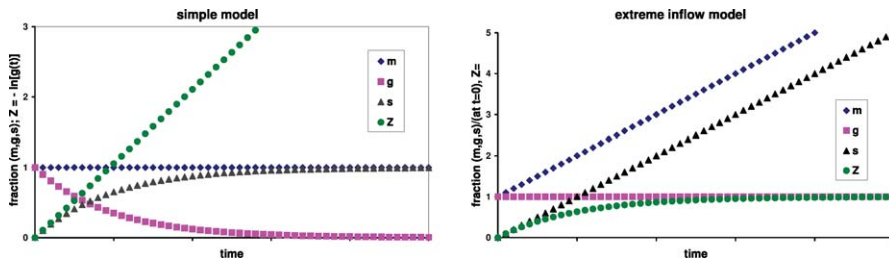 simple model
fraction (m,g,s); Z = - ln[g(t)]
3
2
1
0
m
g
s
Z
time
extreme inflow model
fraction (m,g,s)/(at t=0), Z=
5
4
3
2
1
0
m
g
s
Z
time